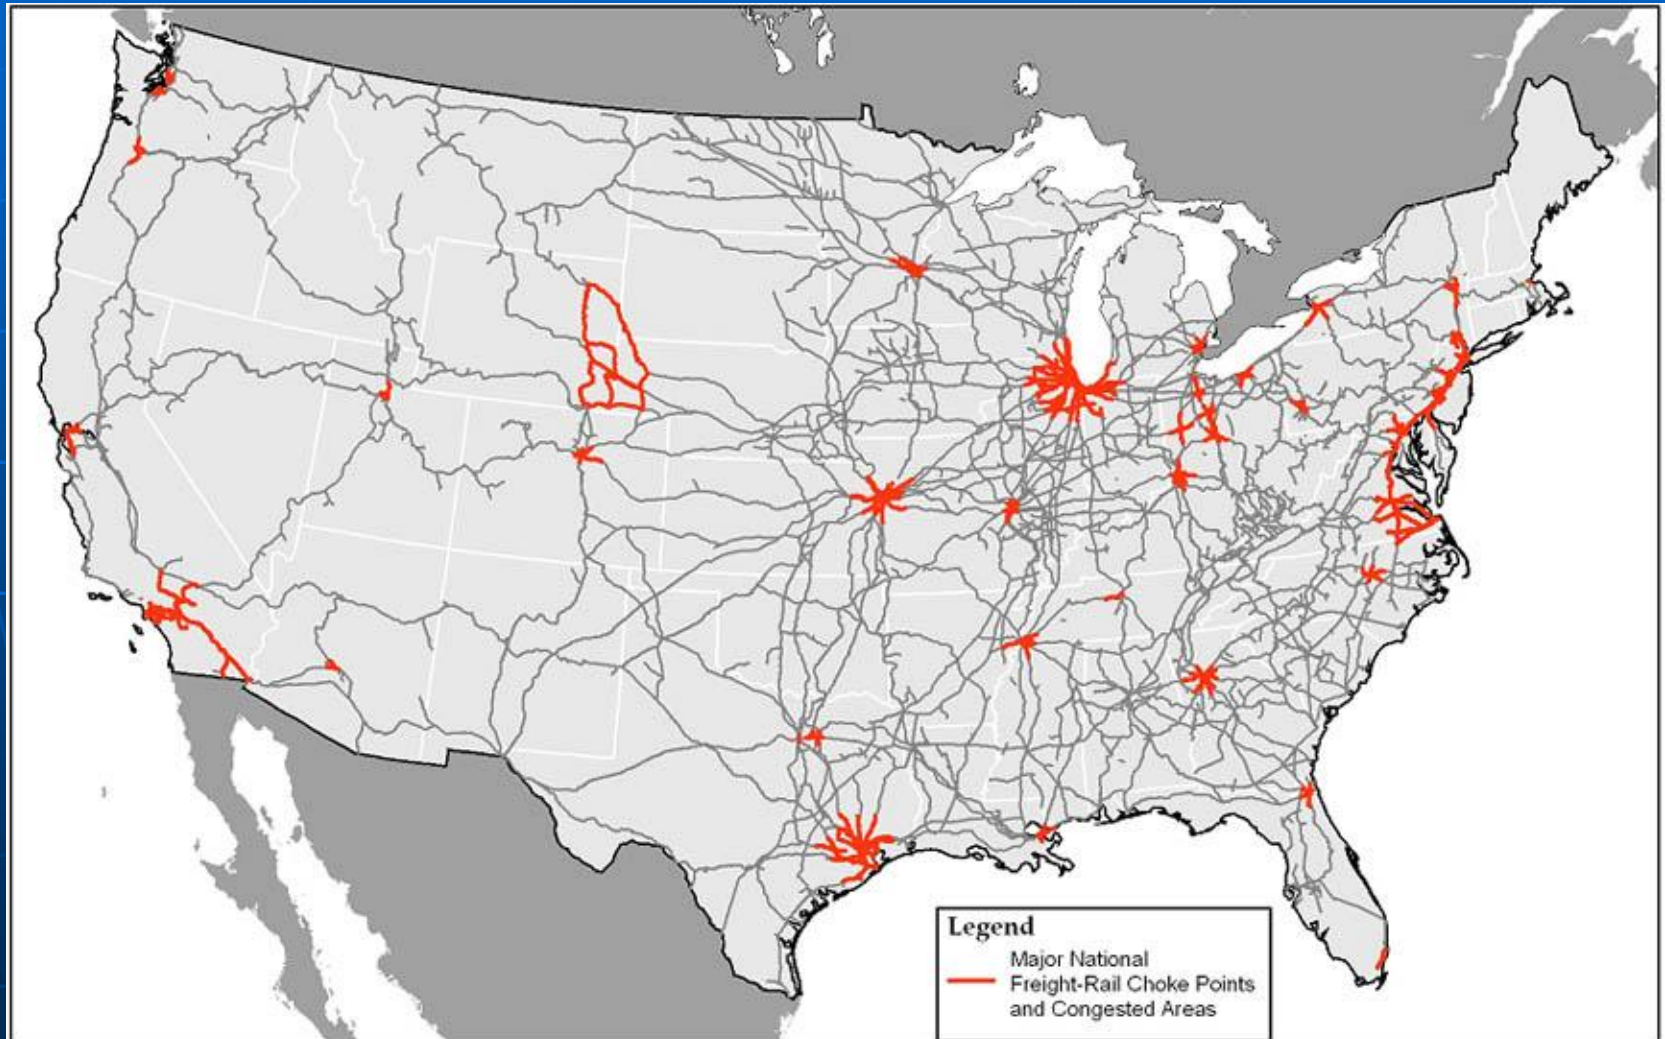 Legend
Major National
Freight-Rail Choke Points
and Congested Areas